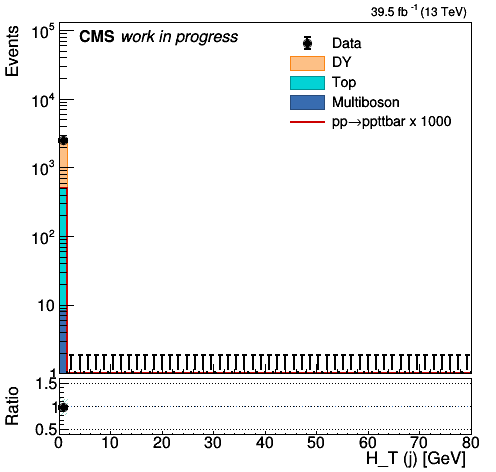 39.5 fb⁻¹ (13 TeV)
CMS work in progress
Events
10⁵
10⁴
10³
10²
10
1
Data
DY
Top
Multiboson
pp→ppttbar x 1000
Ratio
1.5
1
0.5
0 10 20 30 40 50 60 70 80
H_T (j) [GeV]